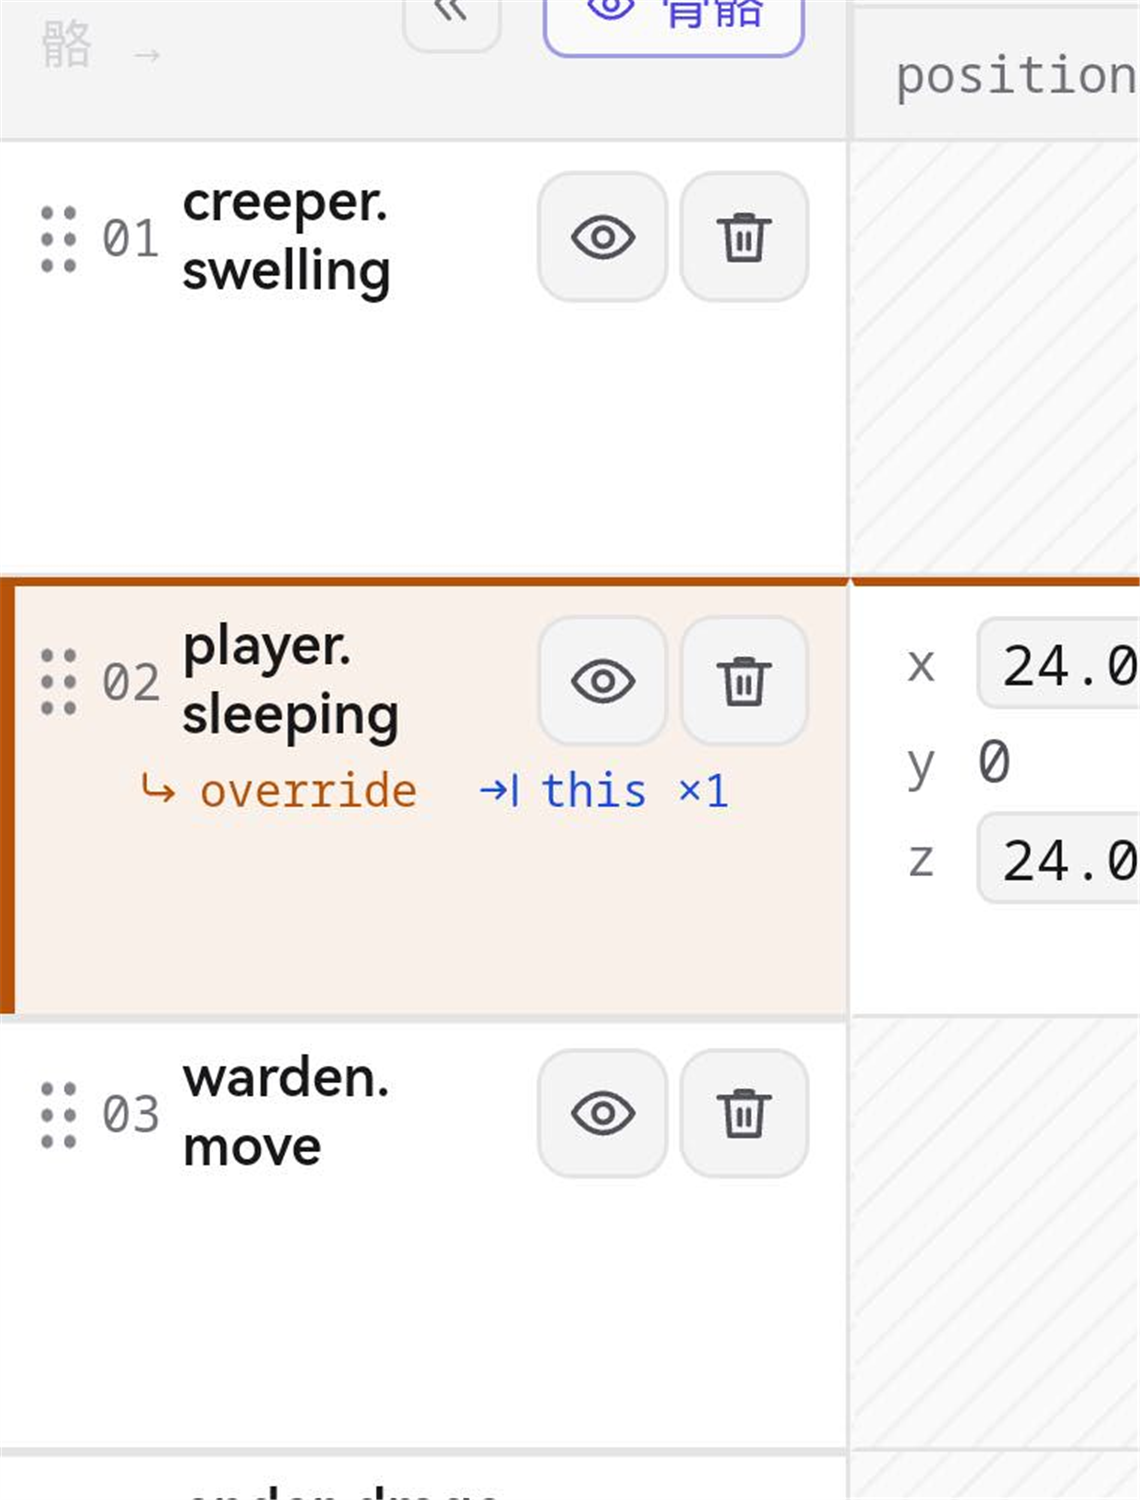 骼 →
骨骼
position
01
creeper.
swelling
02
player.
sleeping
override
this ×1
x 24.0
y 0
z 24.0
03
warden.
move